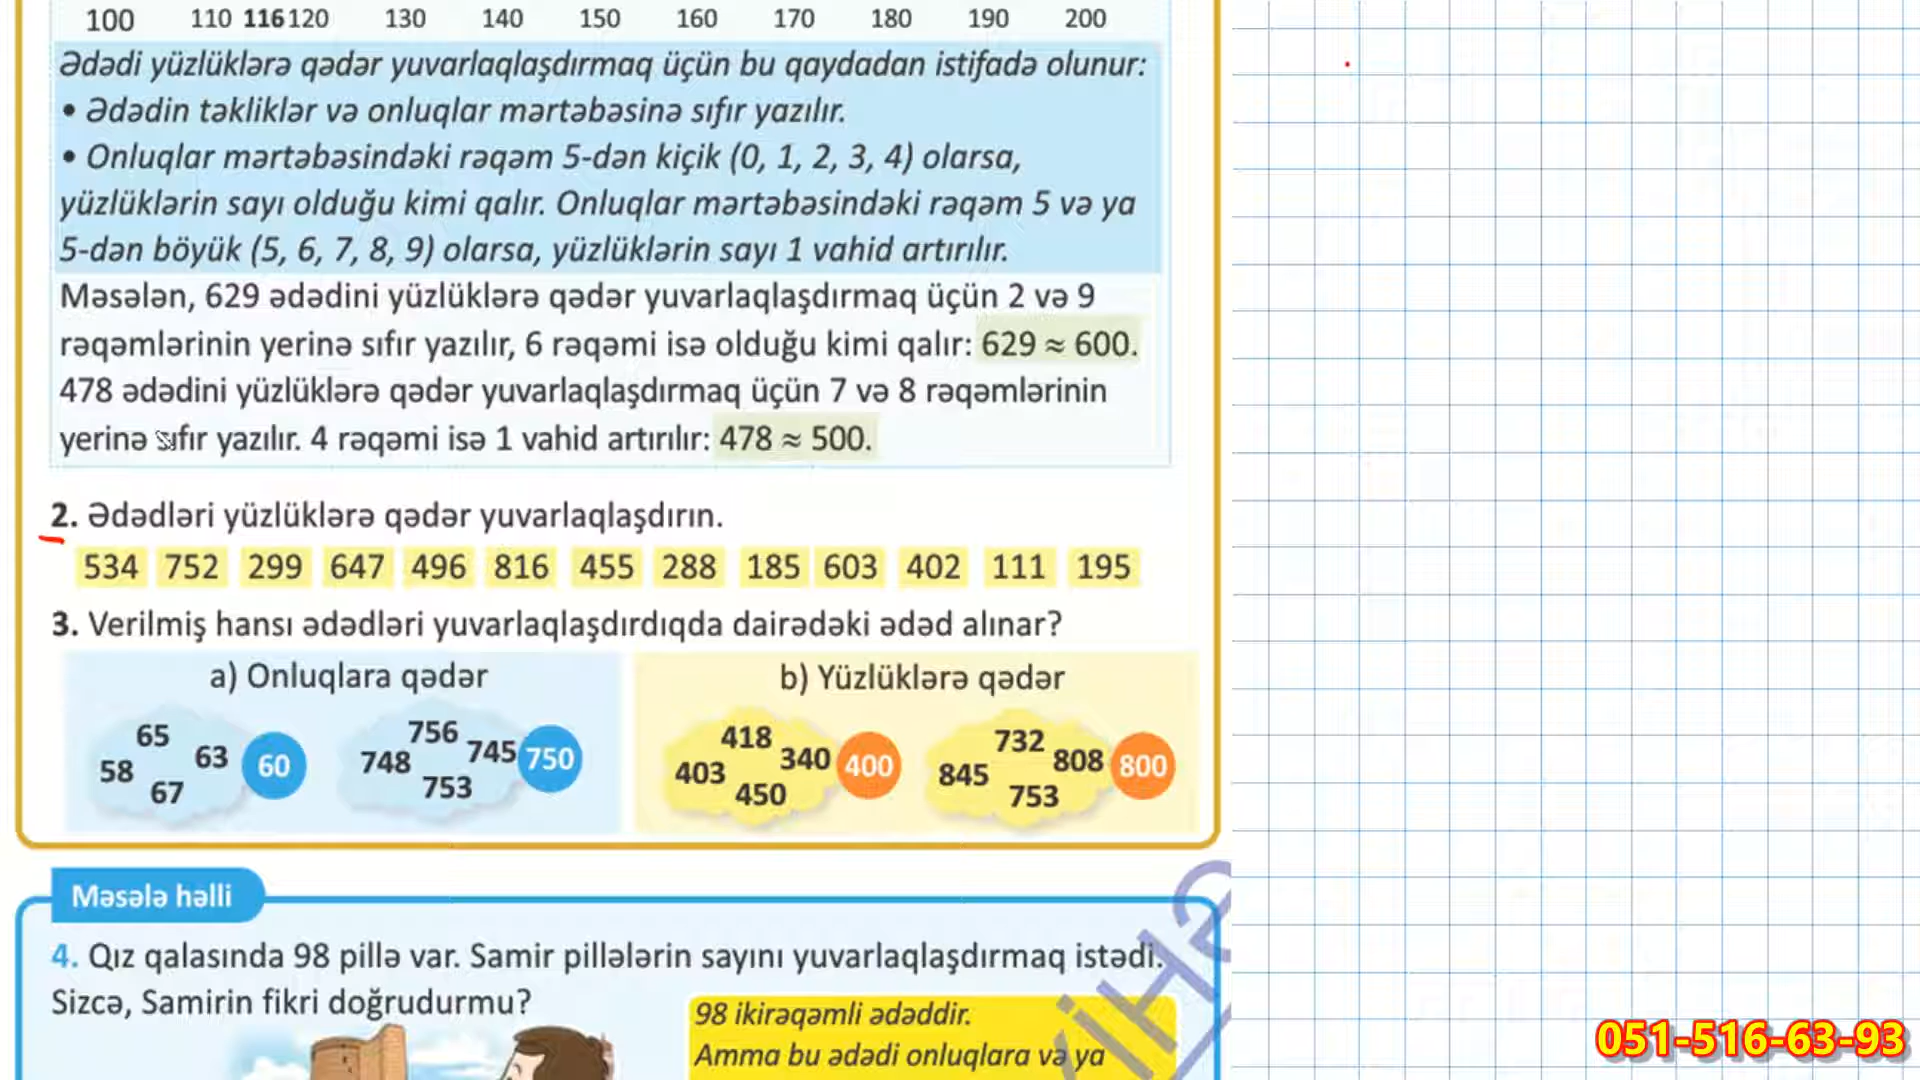 100 110 116 120 130 140 150 160 170 180 190 200
Ədədi yüzlüklərə qədər yuvarlaqlaşdırmaq üçün bu qaydadan istifadə olunur:
• Ədədin təkliklər və onluqlar mərtəbəsinə sıfır yazılır.
• Onluqlar mərtəbəsindəki rəqəm 5-dən kiçik (0, 1, 2, 3, 4) olarsa,
yüzlüklərin sayı olduğu kimi qalır. Onluqlar mərtəbəsindəki rəqəm 5 və ya
5-dən böyük (5, 6, 7, 8, 9) olarsa, yüzlüklərin sayı 1 vahid artırılır.
Məsələn, 629 ədədini yüzlüklərə qədər yuvarlaqlaşdırmaq üçün 2 və 9
rəqəmlərinin yerinə sıfır yazılır, 6 rəqəmi isə olduğu kimi qalır: 629 ≈ 600.
478 ədədini yüzlüklərə qədər yuvarlaqlaşdırmaq üçün 7 və 8 rəqəmlərinin
yerinə sıfır yazılır. 4 rəqəmi isə 1 vahid artırılır: 478 ≈ 500.
2. Ədədləri yüzlüklərə qədər yuvarlaqlaşdırın.
534 752 299 647 496 816 455 288 185 603 402 111 195
3. Verilmiş hansı ədədləri yuvarlaqlaşdırdıqda dairədəki ədəd alınar?
a) Onluqlara qədər
65
58 63 60
67
756
748 745 750
753
b) Yüzlüklərə qədər
418
403 340 400
450
732
845 808 800
753
Məsələ həlli
4. Qız qalasında 98 pillə var. Samir pillələrin sayını yuvarlaqlaşdırmaq istədi.
Sizcə, Samirin fikri doğrudurmu?
98 ikirəqəmli ədəddir.
Amma bu ədədi onluqlara və ya
051-516-63-93